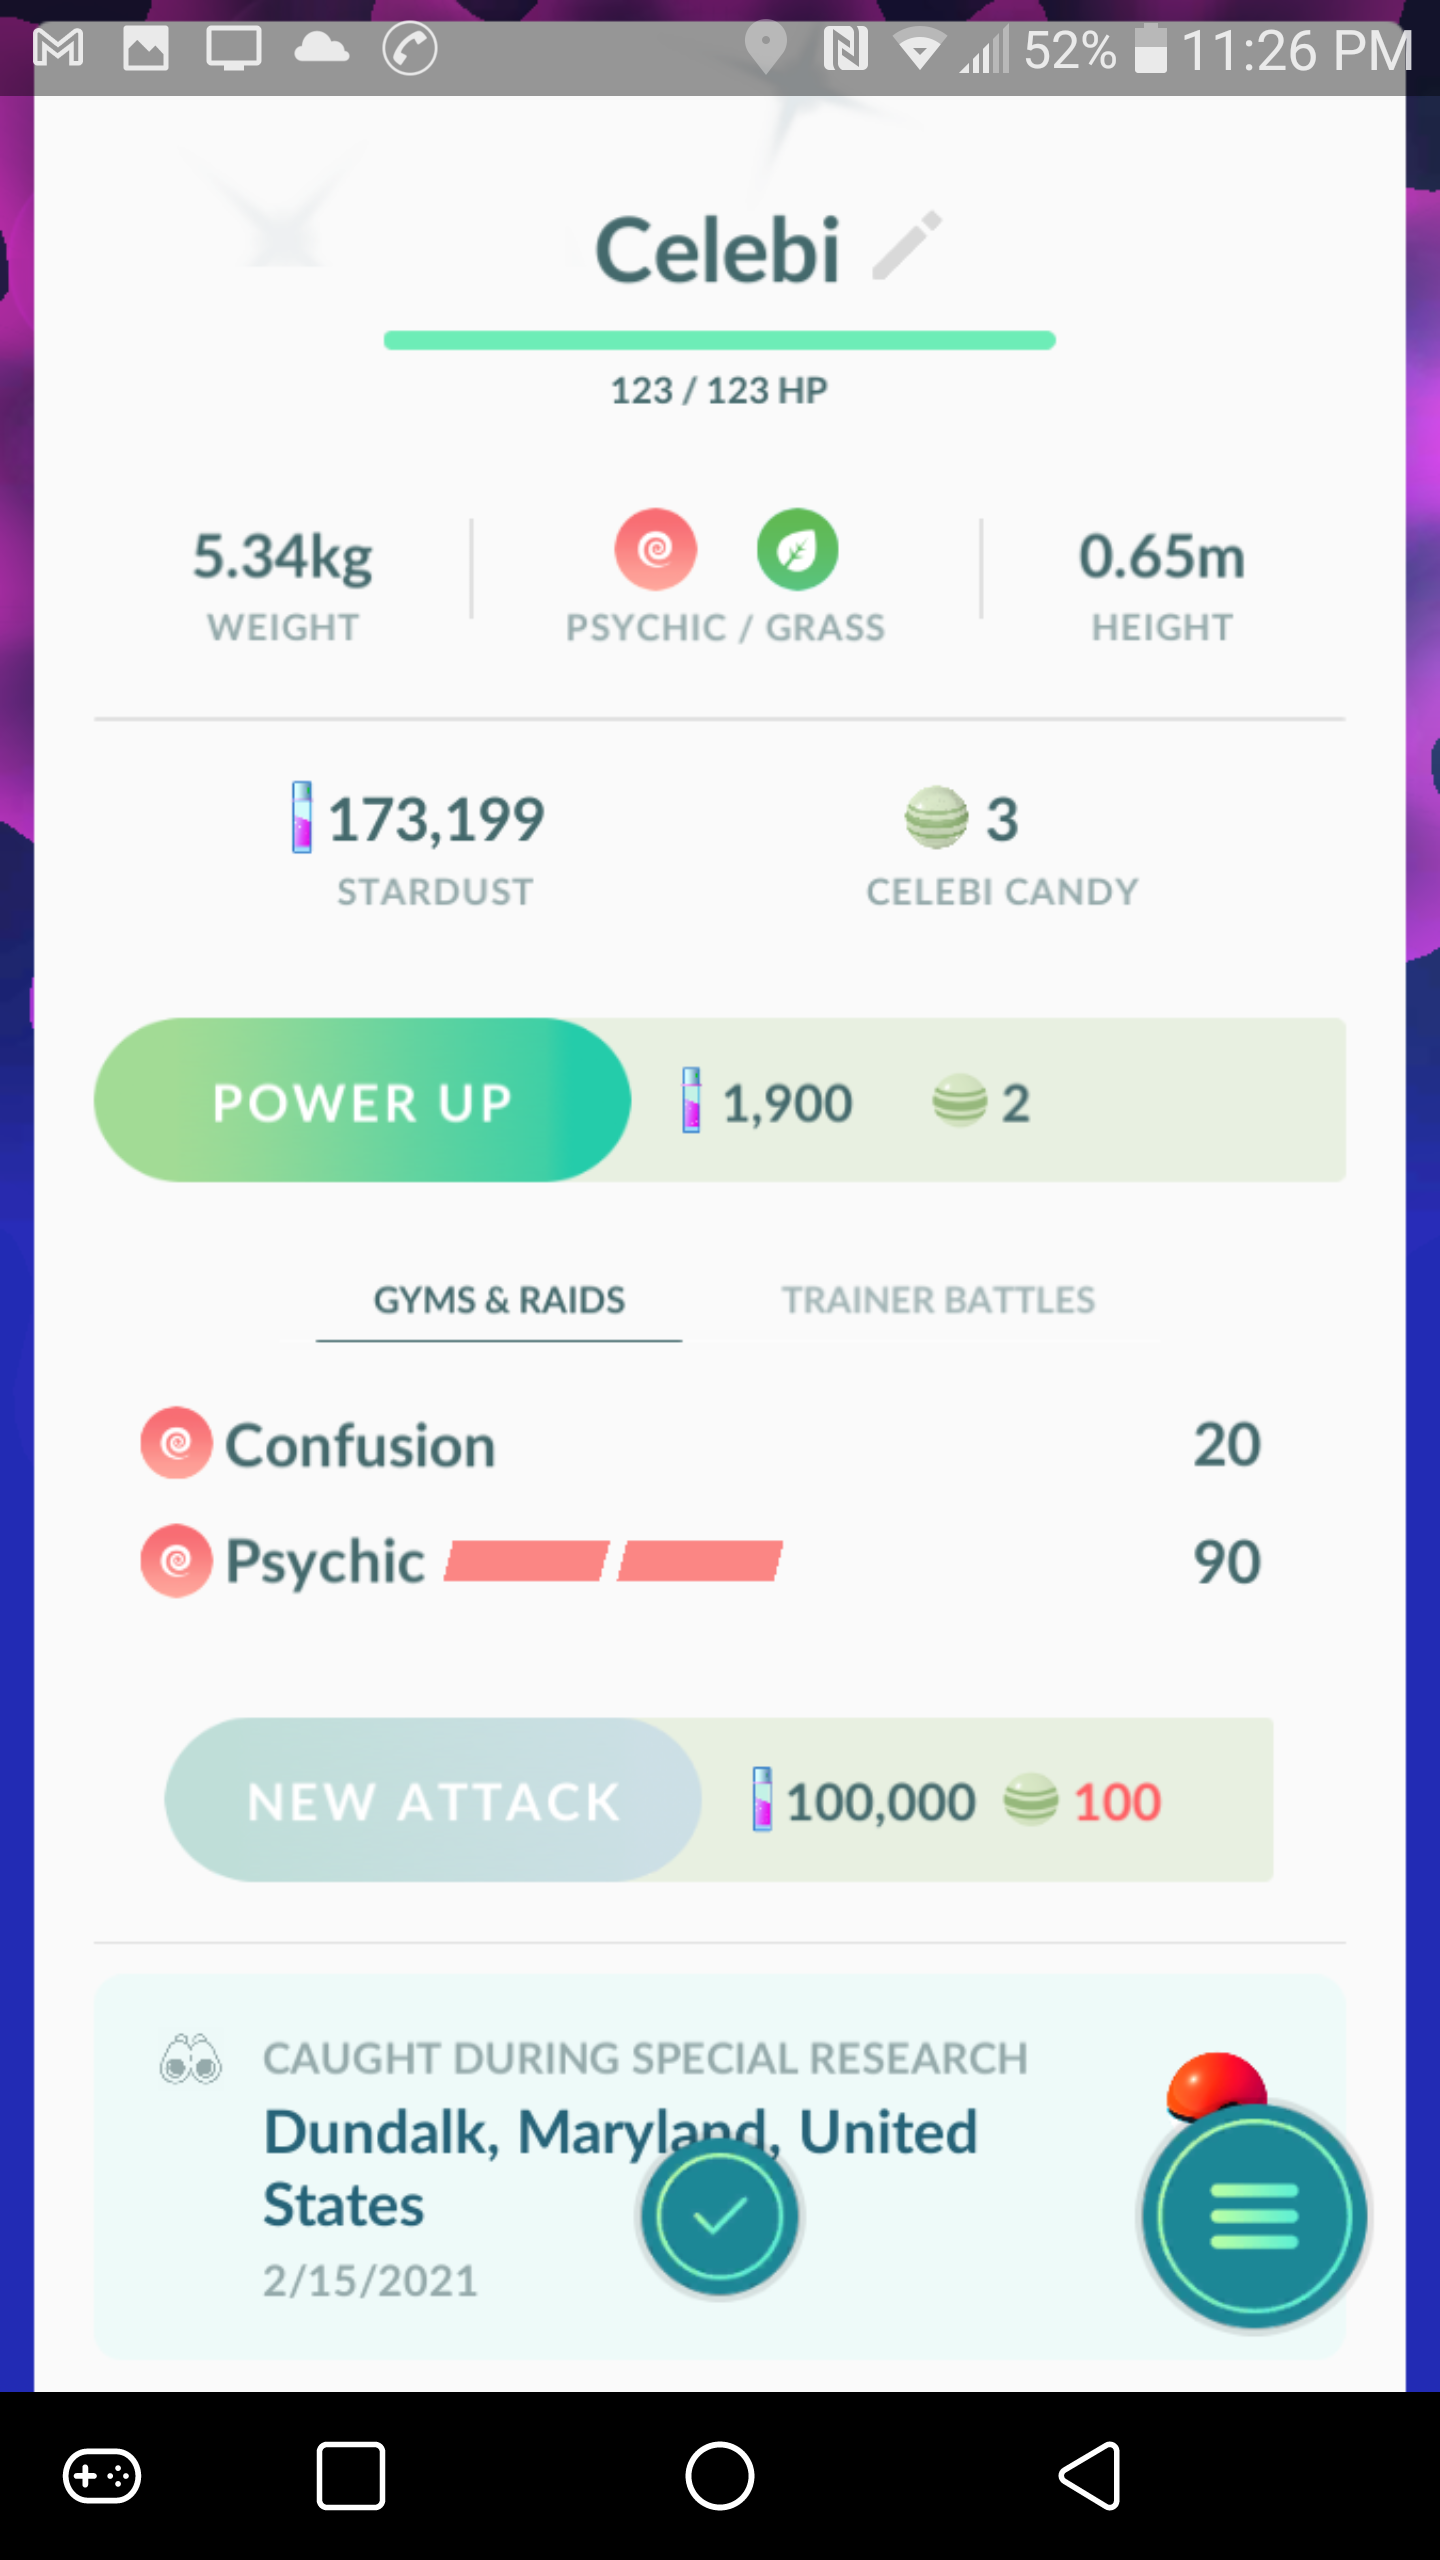 52% 11:26 PM
Celebi
123 / 123 HP
5.34kg
WEIGHT
PSYCHIC / GRASS
0.65m
HEIGHT
173,199
STARDUST
3
CELEBI CANDY
POWER UP 1,900 2
GYMS & RAIDS TRAINER BATTLES
Confusion 20
Psychic 90
NEW ATTACK 100,000 100
CAUGHT DURING SPECIAL RESEARCH
Dundalk, Maryland, United
States
2/15/2021